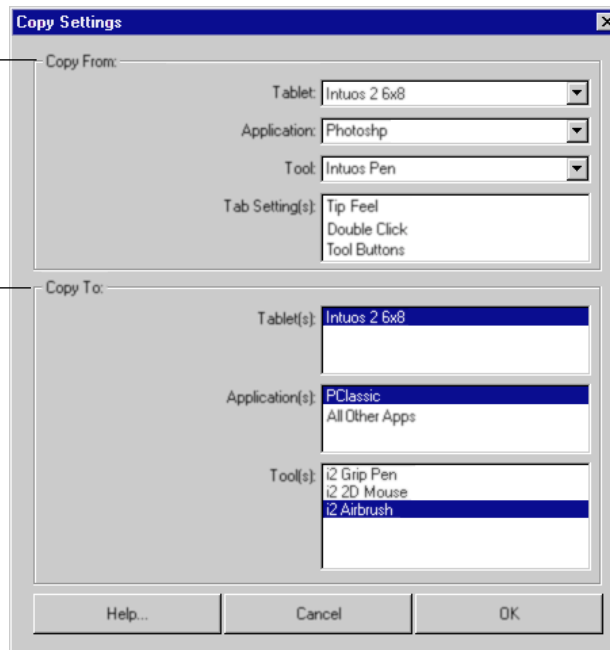 Copy Settings
Copy From:
Tablet: Intuos 2 6x8
Application: Photoshp
Tool: Intuos Pen
Tab Setting(s): Tip Feel
Double Click
Tool Buttons
Copy To:
Tablet(s): Intuos 2 6x8
Application(s): PClassic
All Other Apps
Tool(s): i2 Grip Pen
i2 2D Mouse
i2 Airbrush
Help... Cancel OK